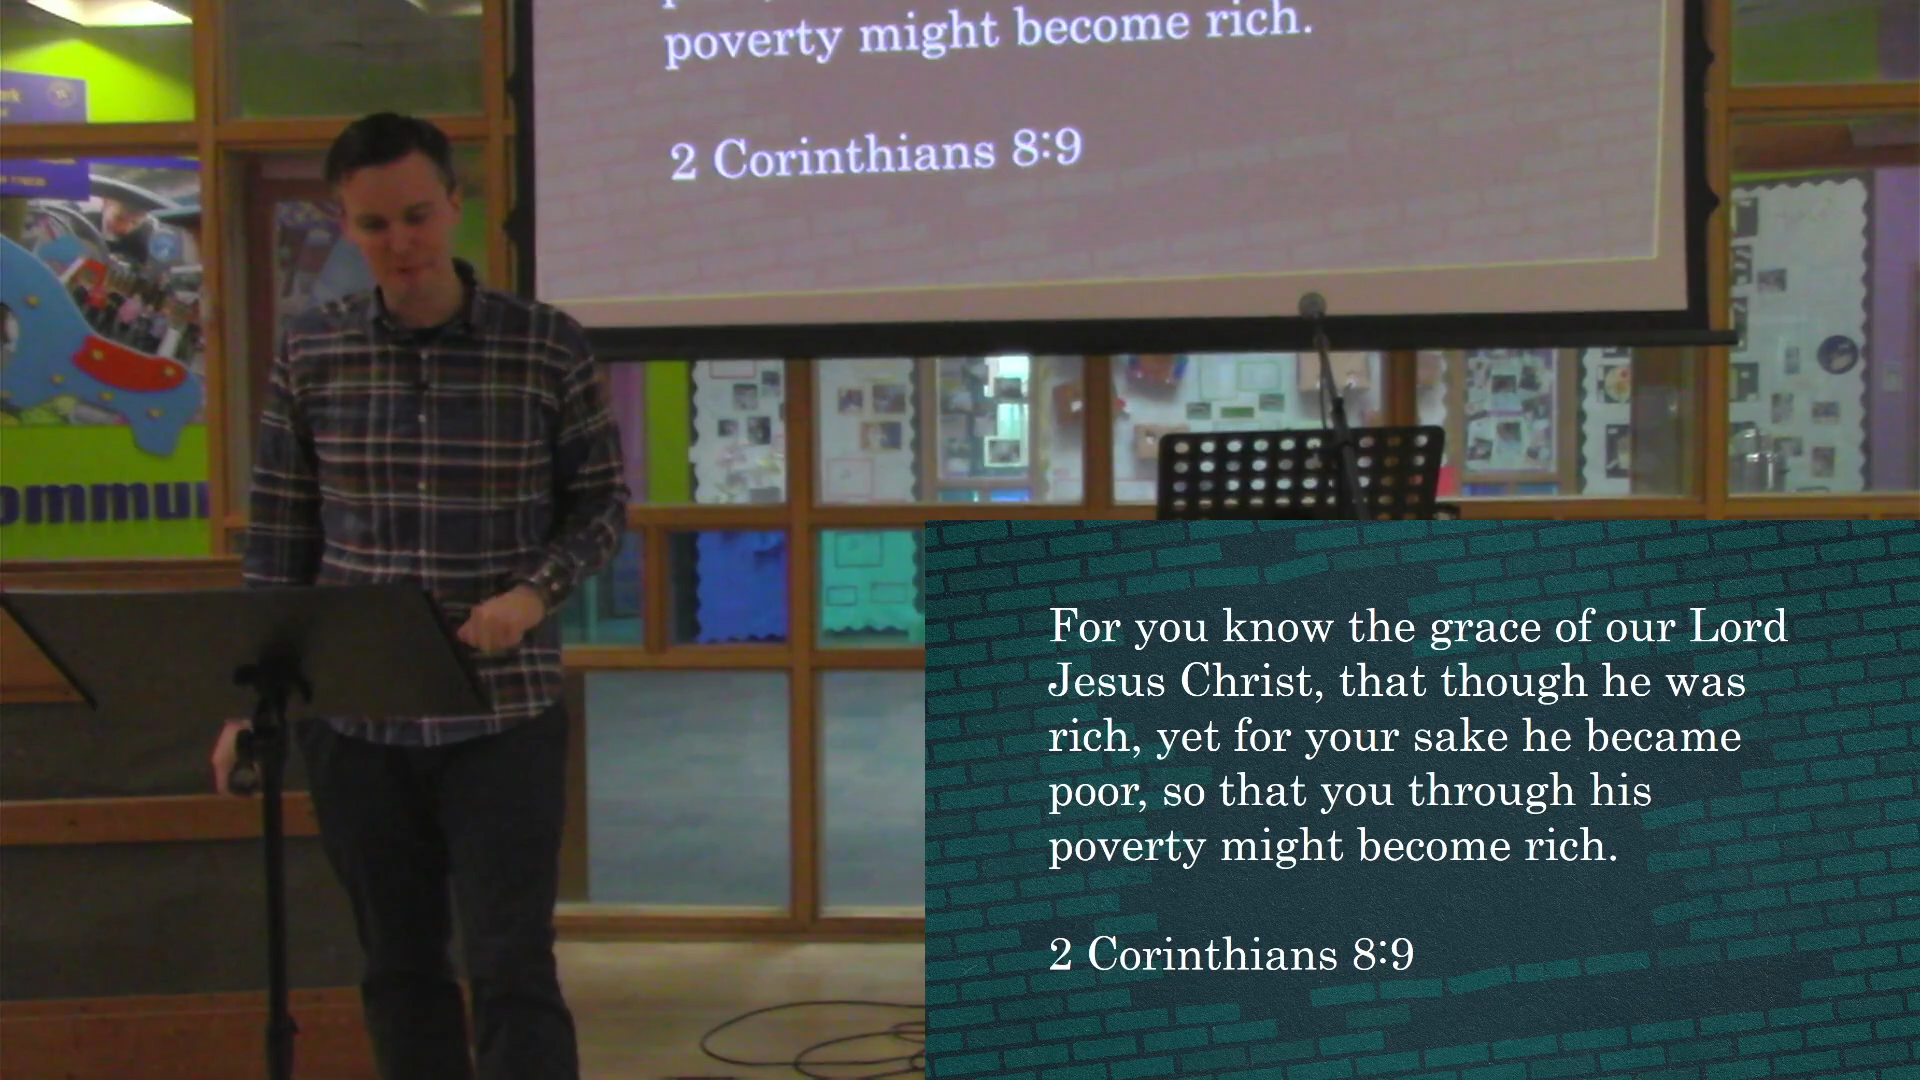 poverty might become rich.
2 Corinthians 8:9
ommun
For you know the grace of our Lord
Jesus Christ, that though he was
rich, yet for your sake he became
poor, so that you through his
poverty might become rich.
2 Corinthians 8:9